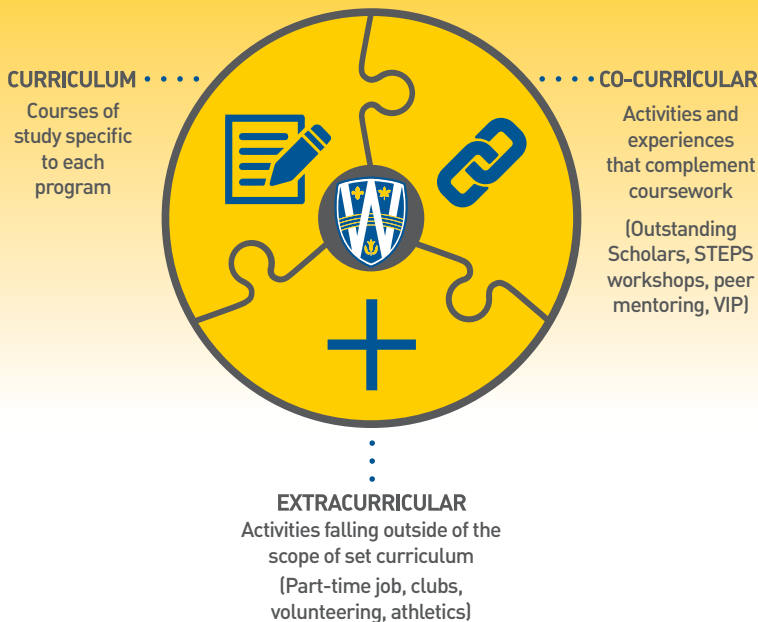 CURRICULUM
Courses of
study specific
to each
program
CO-CURRICULAR
Activities and
experiences
that complement
coursework
(Outstanding
Scholars, STEPS
workshops, peer
mentoring, VIP)
W
EXTRACURRICULAR
Activities falling outside of the
scope of set curriculum
(Part-time job, clubs,
volunteering, athletics)